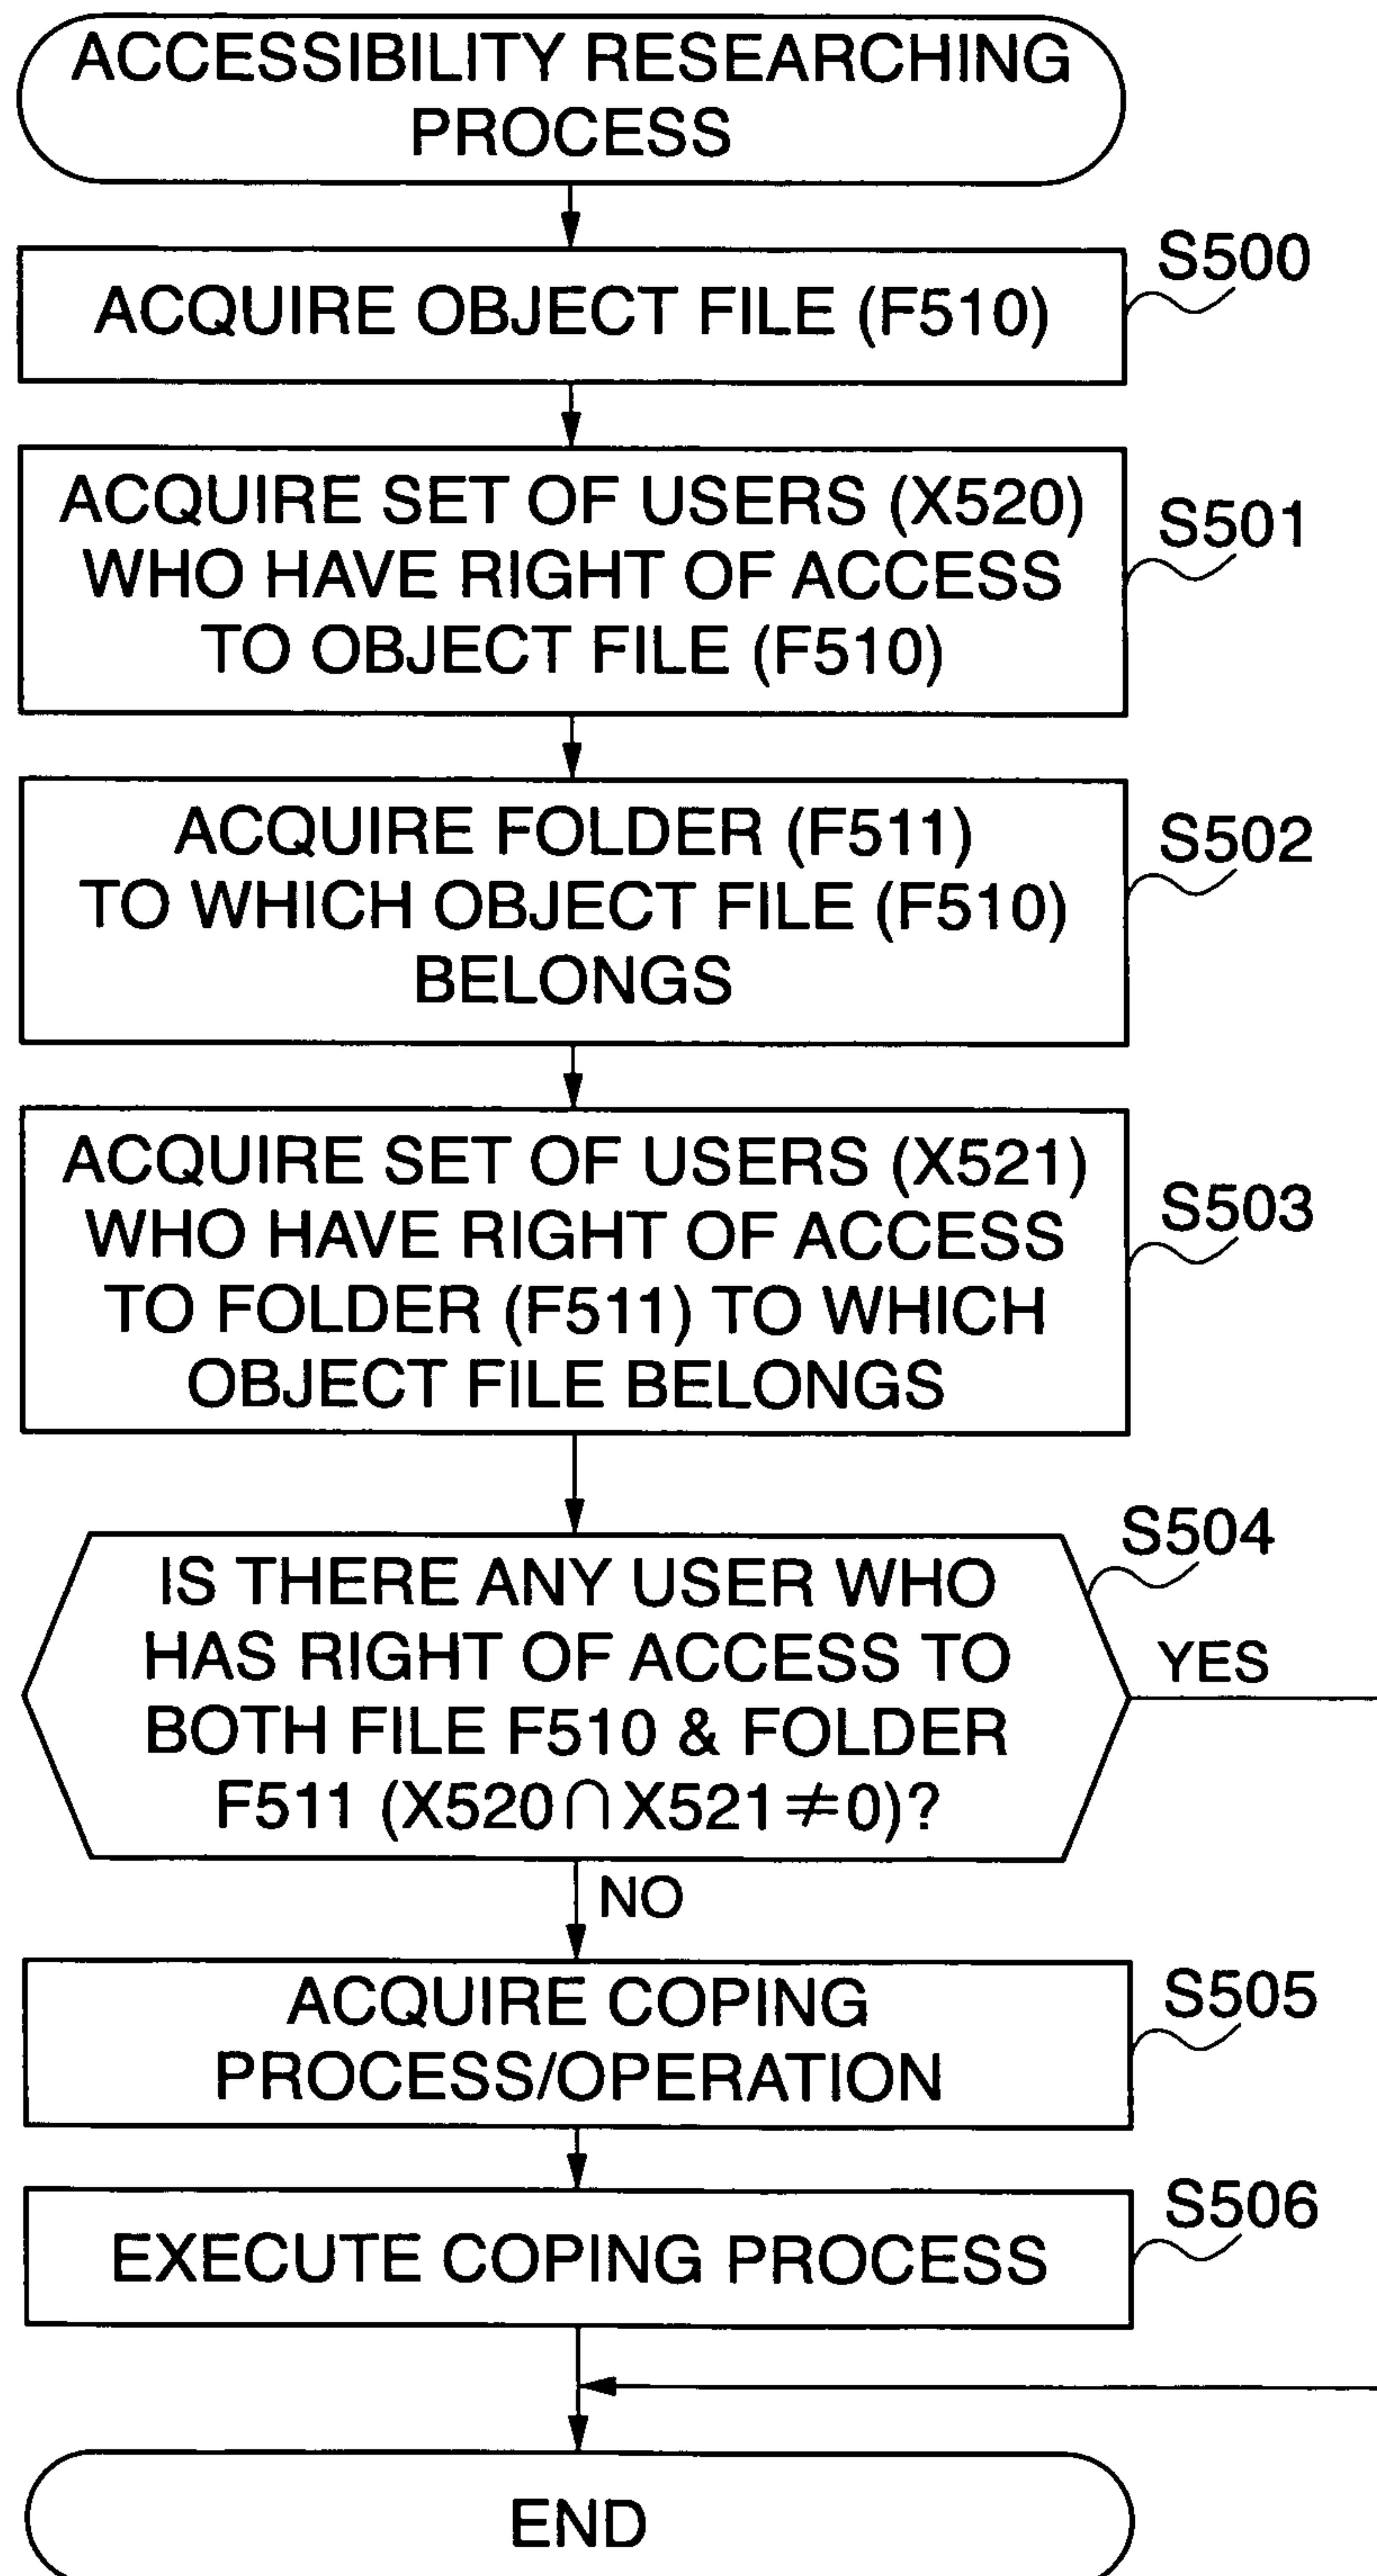 ACCESSIBILITY RESEARCHING
PROCESS
S500
ACQUIRE OBJECT FILE (F510)
ACQUIRE SET OF USERS (X520)
WHO HAVE RIGHT OF ACCESS
TO OBJECT FILE (F510)
S501
ACQUIRE FOLDER (F511)
TO WHICH OBJECT FILE (F510)
BELONGS
S502
ACQUIRE SET OF USERS (X521)
WHO HAVE RIGHT OF ACCESS
TO FOLDER (F511) TO WHICH
OBJECT FILE BELONGS
S503
S504
IS THERE ANY USER WHO
HAS RIGHT OF ACCESS TO
BOTH FILE F510 & FOLDER
F511 (X520∩X521≠0)?
YES
NO
ACQUIRE COPING
PROCESS/OPERATION
S505
S506
EXECUTE COPING PROCESS
END